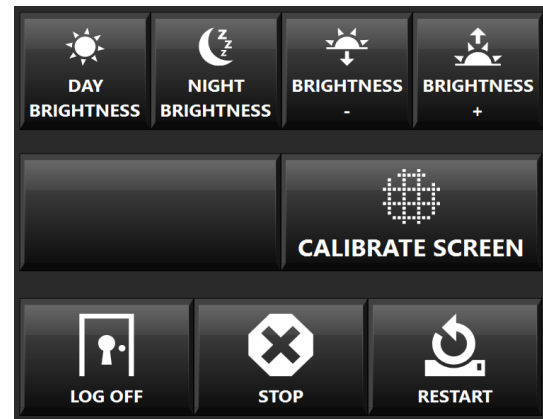 z
z
z
DAY
BRIGHTNESS
NIGHT
BRIGHTNESS
BRIGHTNESS
-
BRIGHTNESS
+
CALIBRATE SCREEN
LOG OFF
STOP
RESTART